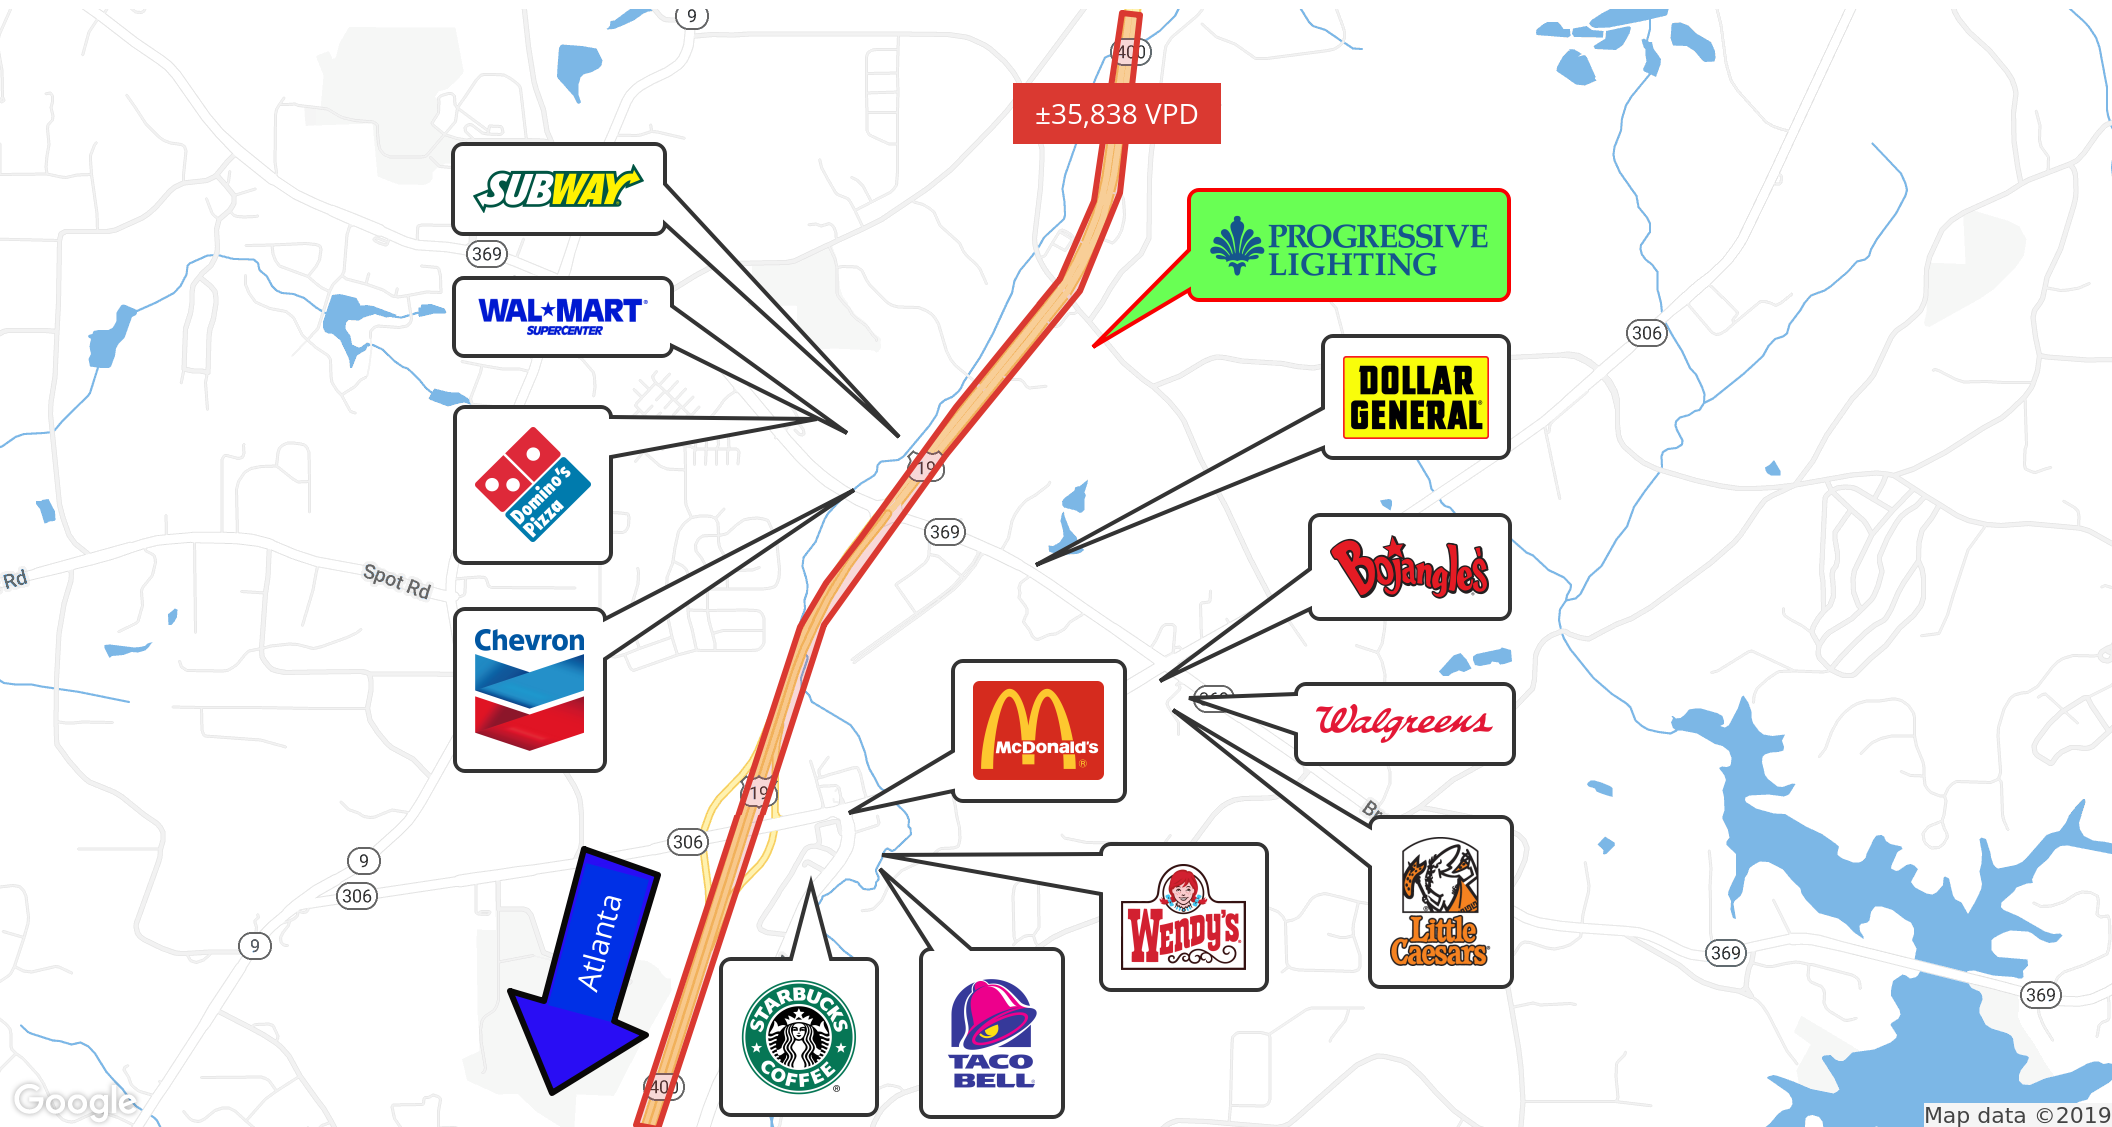 9
400
±35,838 VPD
SUBWAY
369
PROGRESSIVE
LIGHTING
WAL★MART®
SUPERCENTER
306
DOLLAR
GENERAL
Domino's
Pizza
19
369
Bojangles'
Rd
Spot Rd
Chevron
369
Walgreens
McDonald's
®
19
306
9
306
Atlanta
9
Wendy's
Little
Caesars
369
369
STARBUCKS
COFFEE
®
TACO
BELL
400
Google
Map data ©2019